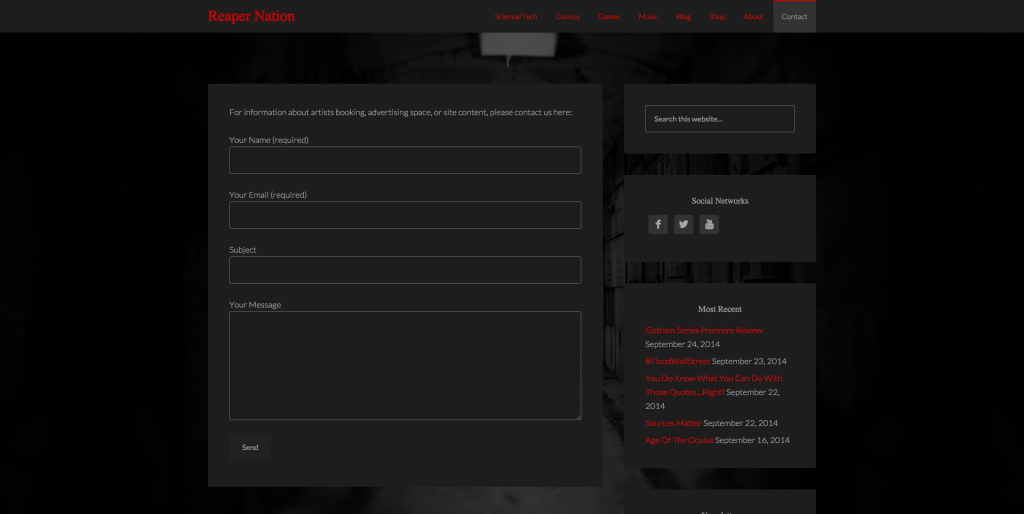 Reaper Nation
Science/Tech Comics Games Music Blog Shop About Contact
For information about artists booking, advertising space, or site content, please contact us here:
Your Name (required)
Your Email (required)
Subject
Your Message
Send
Search this website...
Social Networks
Most Recent
Gotham Series Premiere Review
September 24, 2014
#FloodWallStreet September 23, 2014
You Do Know What You Can Do With
Those Quotes...Right? September 22,
2014
Sources Matter September 22, 2014
Age Of The Oculus September 16, 2014